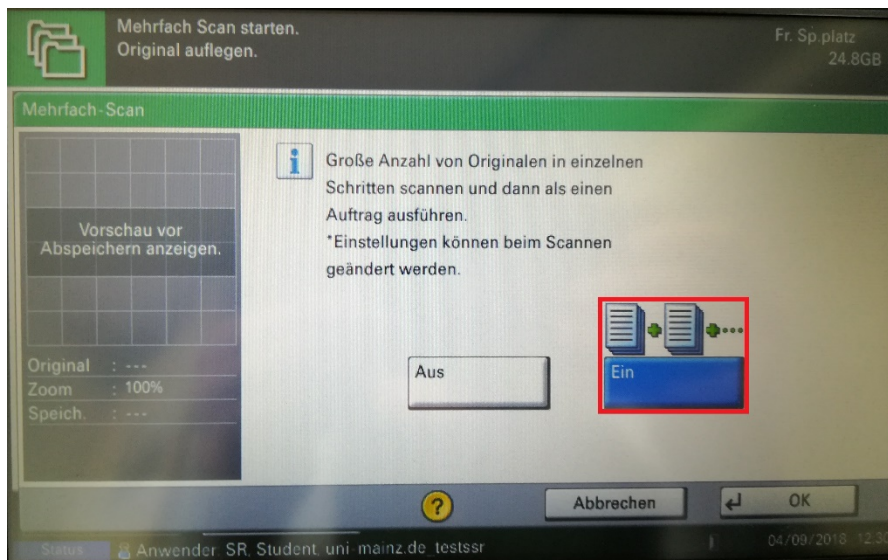 Mehrfach Scan starten.
Original auflegen.
Fr. Sp.platz
24.8GB
Mehrfach-Scan
Große Anzahl von Originalen in einzelnen
Schritten scannen und dann als einen
Auftrag ausführen.
*Einstellungen können beim Scannen
geändert werden.
Vorschau vor
Abspeichern anzeigen.
Original : ---
Zoom : 100%
Speich. : ---
Aus
Ein
?
Abbrechen
OK
Status
Anwender: SR, Student, uni-mainz.de_testssr
04/09/2018